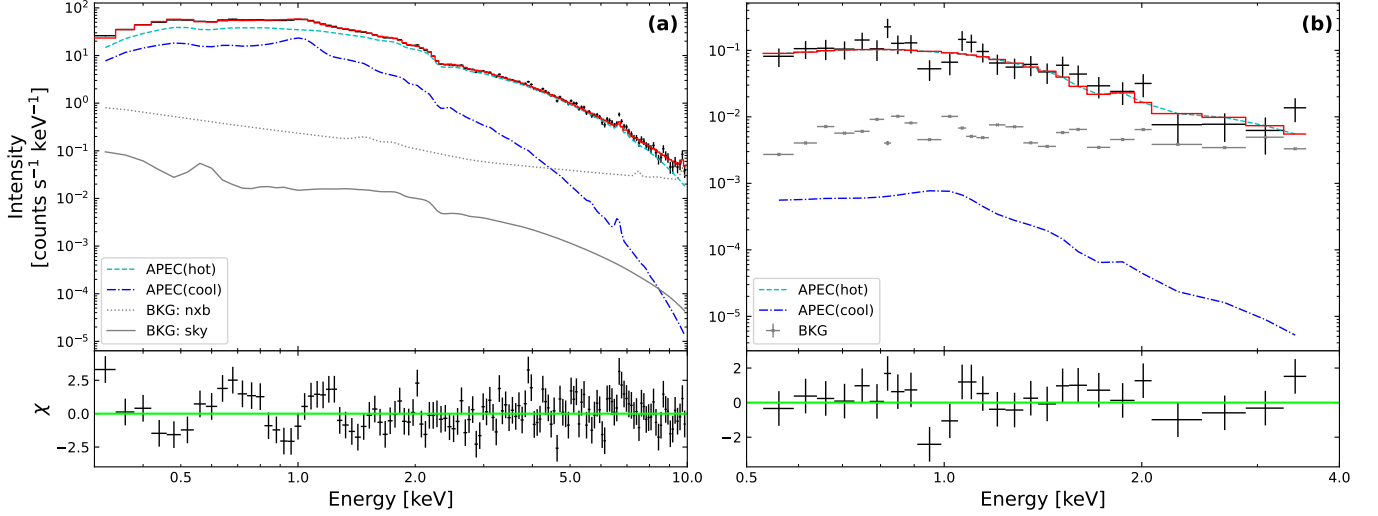 (a)
Intensity
[counts s⁻¹ keV⁻¹]
10²
10¹
10⁰
10⁻¹
10⁻²
10⁻³
10⁻⁴
10⁻⁵
APEC(hot)
APEC(cool)
BKG: nxb
BKG: sky
χ
2.5
0.0
−2.5
0.5 1.0 2.0 5.0 10.0
Energy [keV]
(b)
10⁻¹
10⁻²
10⁻³
10⁻⁴
10⁻⁵
APEC(hot)
APEC(cool)
BKG
2
0
−2
0.5 1.0 2.0 4.0
Energy [keV]